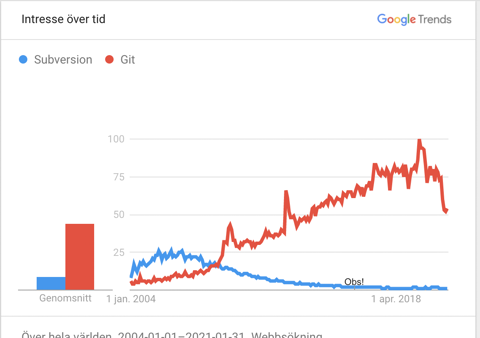 Intresse över tid
Google Trends
Subversion Git
100
75
50
25
Obs!
Genomsnitt 1 jan. 2004 1 apr. 2018
Över hela världen. 2004-01-01–2021-01-31. Webbsökning.